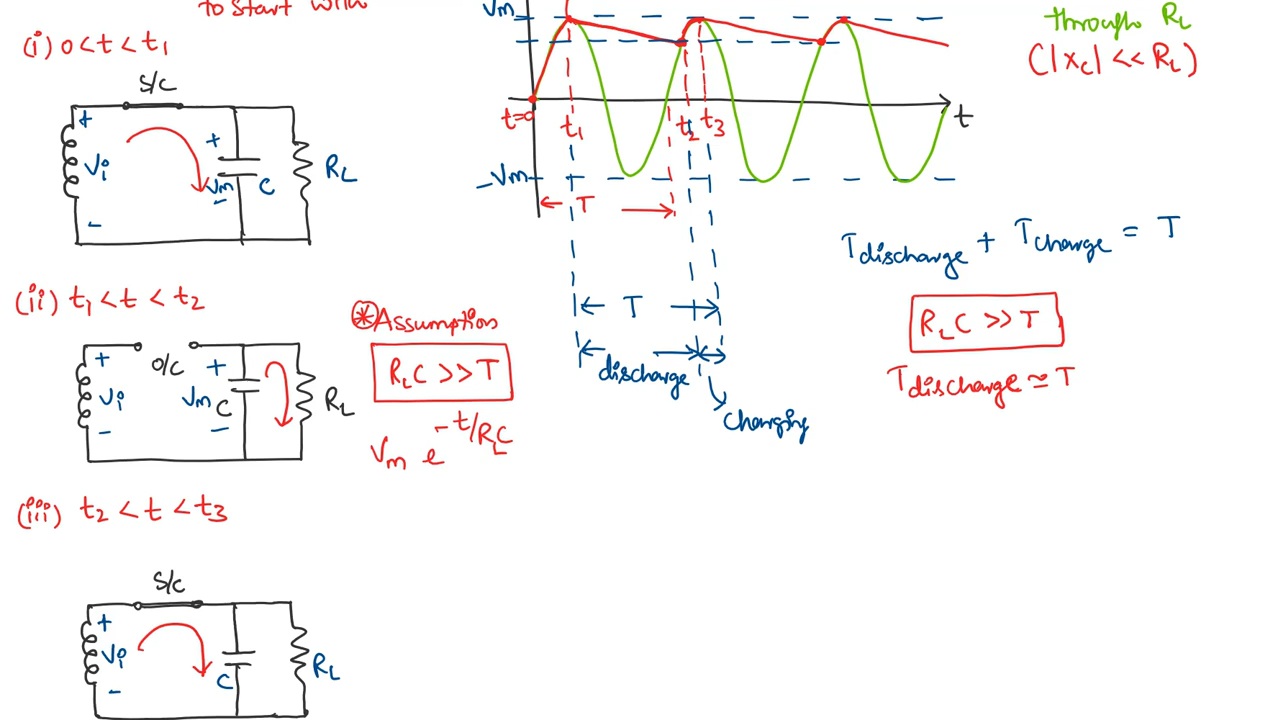 to start with
(i) 0 < t < t₁
S/C
+
Vi
-
+
Vm
-
C
RL
(ii) t₁ < t < t₂
+
O/C
+
Vi
Vm
C
RL
-
-
⊛Assumption
RLC >> T
Vm e^-t/RLC
(iii) t₂ < t < t₃
S/C
+
Vi
-
C
RL
Vm
t=0
t₁
t₂
t₃
t
-Vm
T
T
discharge
Charging
through RL
(|Xc| << RL)
Tdischarge + Tcharge = T
RLC >> T
Tdischarge ≃ T